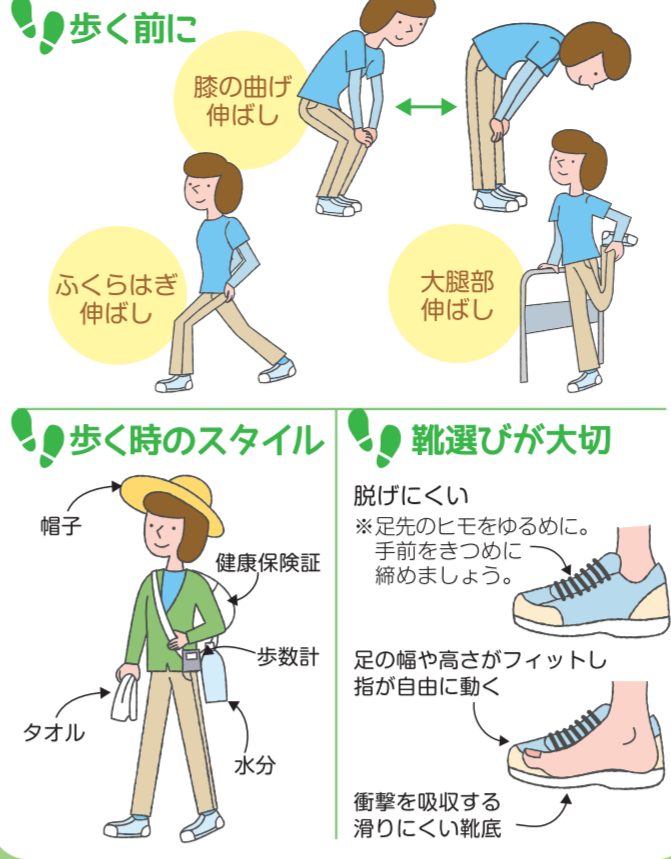 歩く前に
膝の曲げ
伸ばし
ふくらはぎ
伸ばし
大腿部
伸ばし
歩く時のスタイル
帽子
健康保険証
歩数計
タオル
水分
靴選びが大切
脱げにくい
※足先のヒモをゆるめに。
手前をきつめに
締めましょう。
足の幅や高さがフィットし
指が自由に動く
衝撃を吸収する
滑りにくい靴底